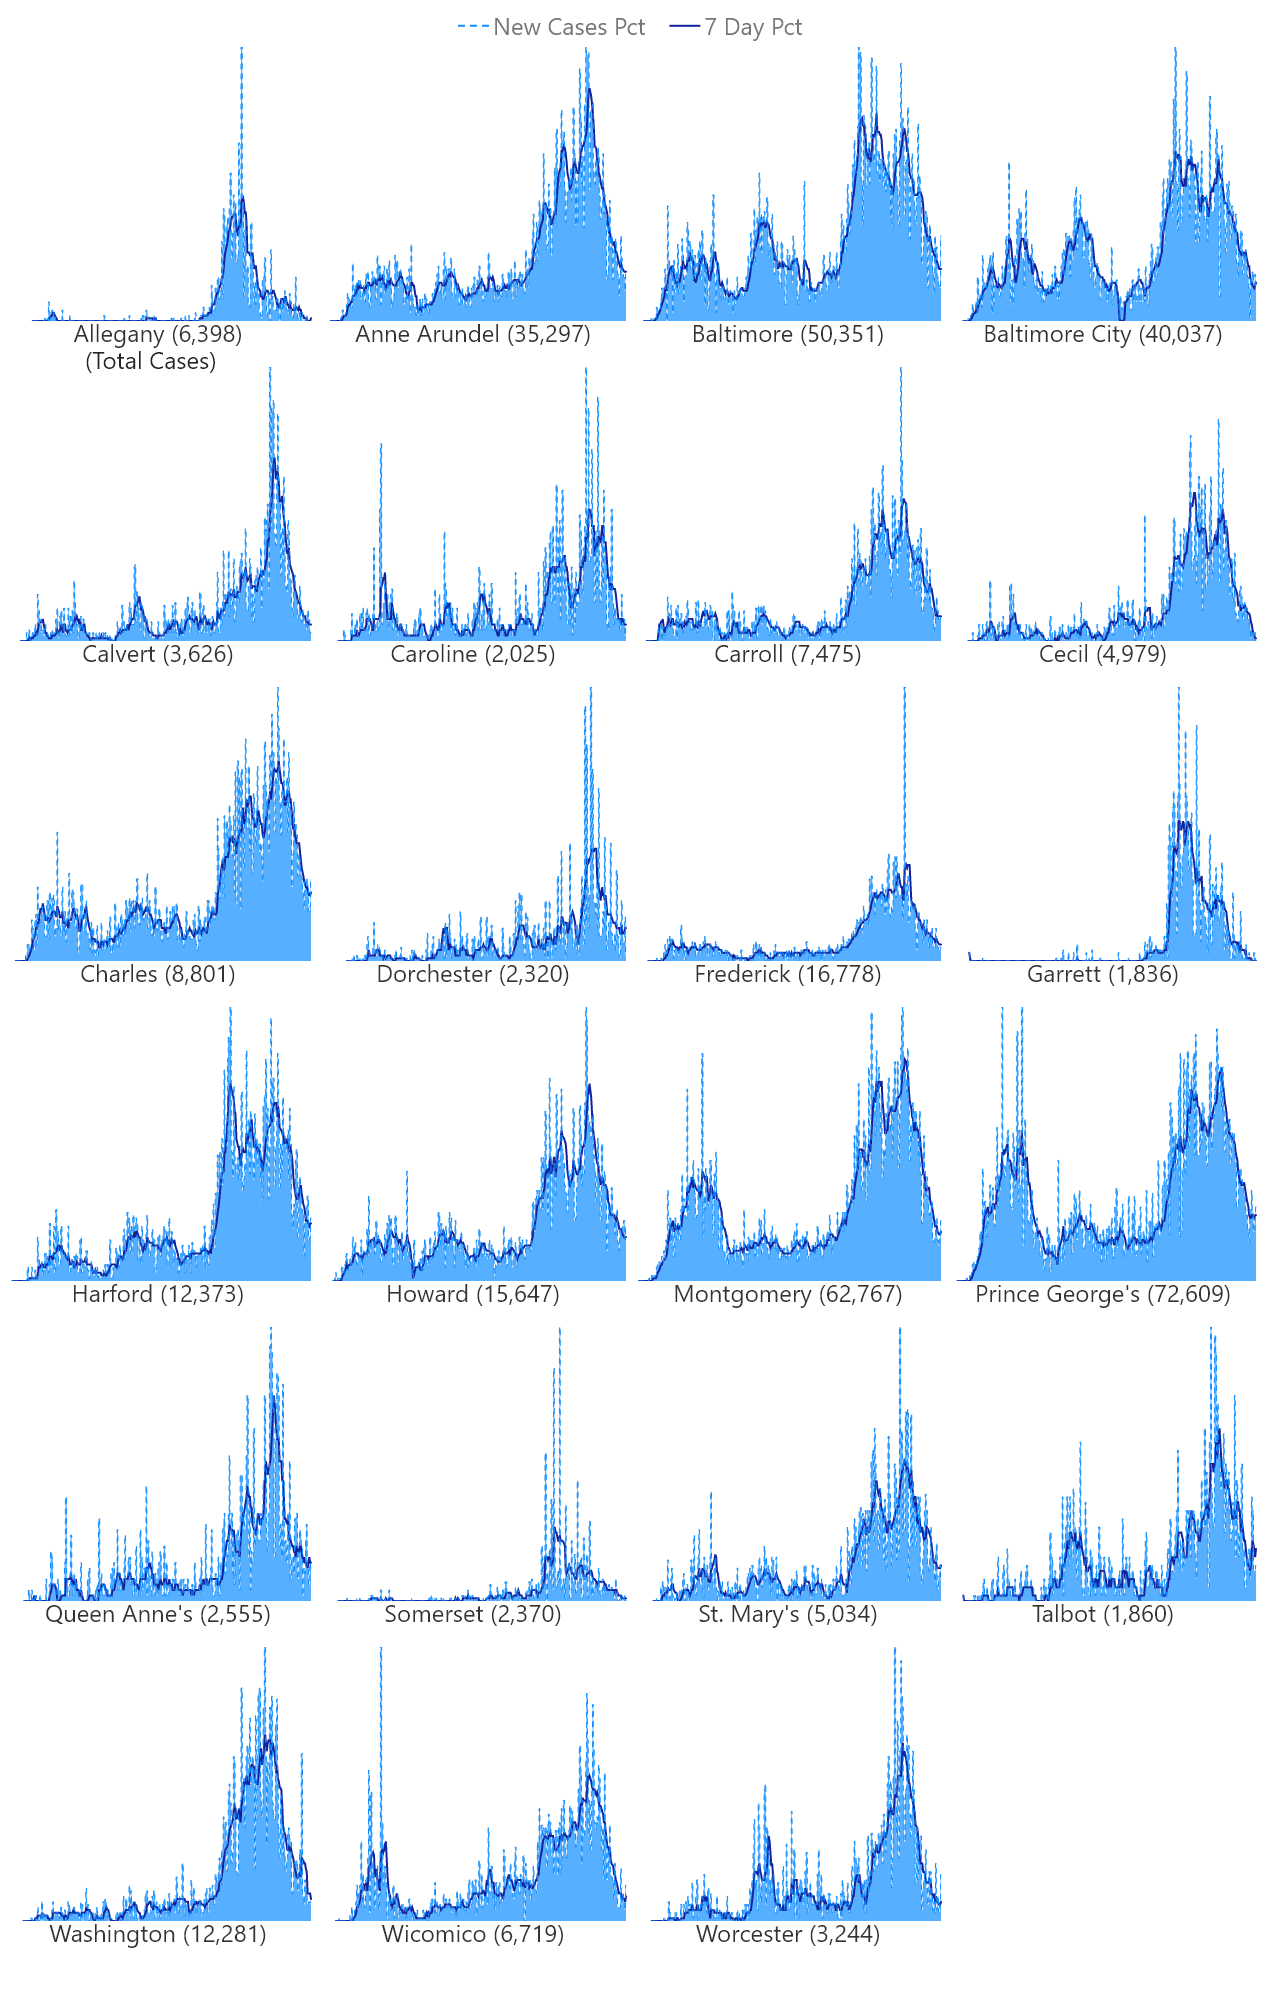 New Cases Pct 7 Day Pct
Allegany (6,398) Anne Arundel (35,297) Baltimore (50,351) Baltimore City (40,037)
(Total Cases)
Calvert (3,626) Caroline (2,025) Carroll (7,475) Cecil (4,979)
Charles (8,801) Dorchester (2,320) Frederick (16,778) Garrett (1,836)
Harford (12,373) Howard (15,647) Montgomery (62,767) Prince George's (72,609)
Queen Anne's (2,555) Somerset (2,370) St. Mary's (5,034) Talbot (1,860)
Washington (12,281) Wicomico (6,719) Worcester (3,244)